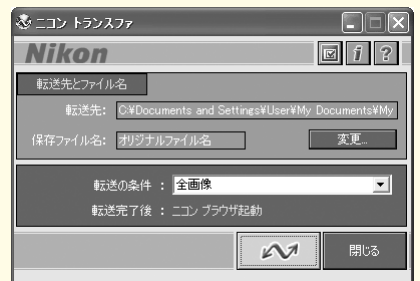 ニコン トランスファ
Nikon
転送先とファイル名
転送先: C:¥Documents and Settings¥User¥My Documents¥My
保存ファイル名: オリジナルファイル名 変更...
転送の条件 : 全画像
転送完了後 : ニコン ブラウザ起動
閉じる